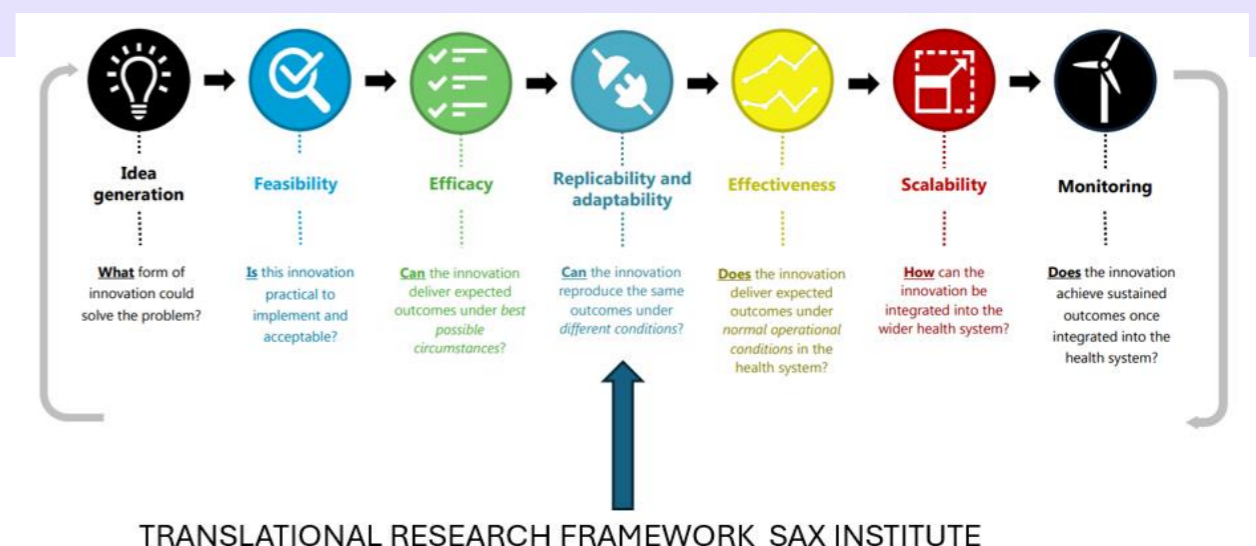 Idea
generation
Feasibility
Efficacy
Replicability and
adaptability
Effectiveness
Scalability
Monitoring
What form of
innovation could
solve the problem?
Is this innovation
practical to
implement and
acceptable?
Can the innovation
deliver expected
outcomes under best
possible
circumstances?
Can the innovation
reproduce the same
outcomes under
different conditions?
Does the innovation
deliver expected
outcomes under
normal operational
conditions in the
health system?
How can the
innovation be
integrated into the
wider health system?
Does the innovation
achieve sustained
outcomes once
integrated into the
health system?
TRANSLATIONAL RESEARCH FRAMEWORK SAX INSTITUTE